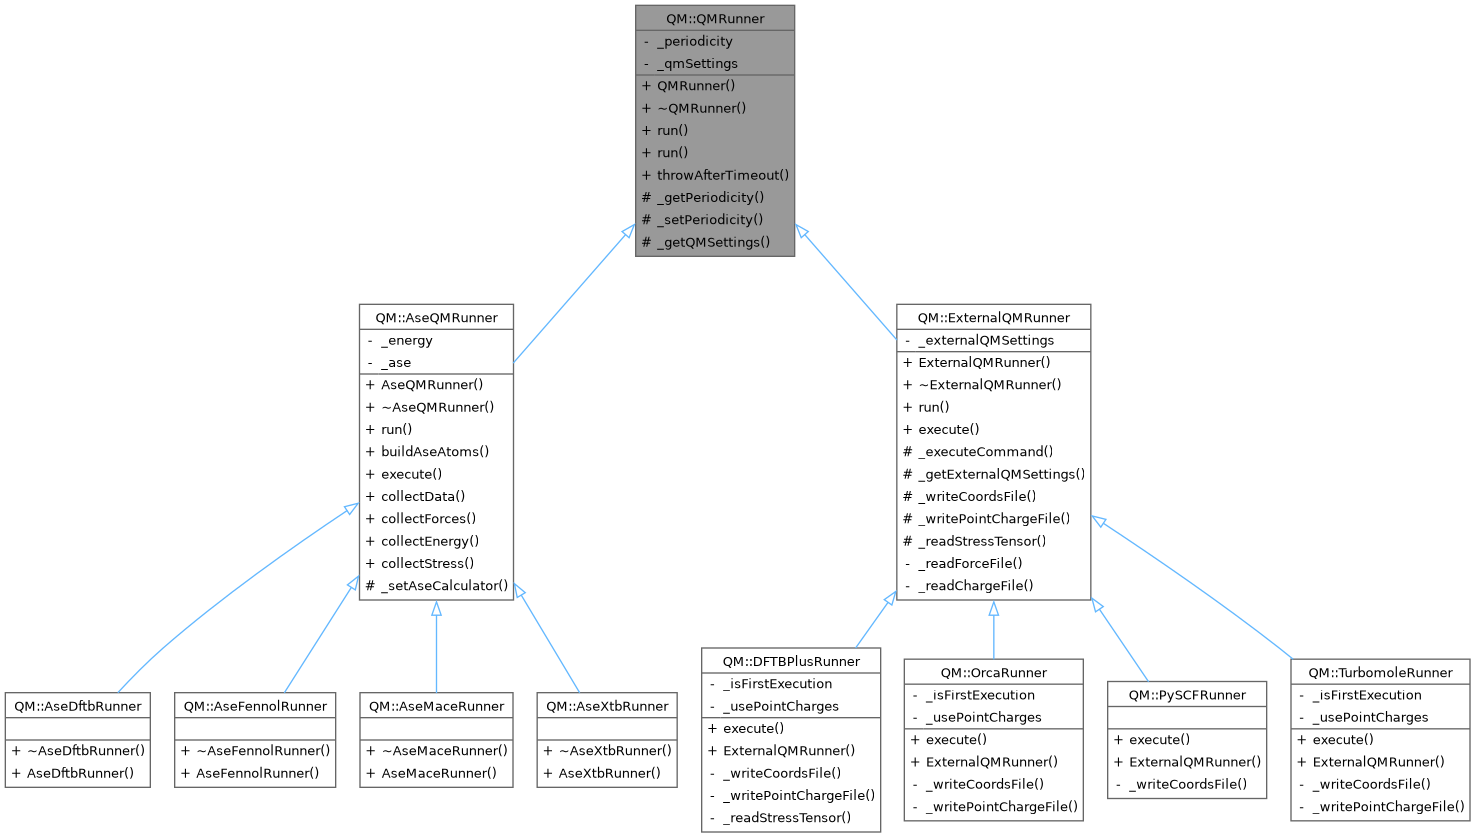 QM::QMRunner
- _periodicity
- _qmSettings
+ QMRunner()
+ ~QMRunner()
+ run()
+ run()
+ throwAfterTimeout()
# _getPeriodicity()
# _setPeriodicity()
# _getQMSettings()
QM::AseQMRunner
- _energy
- _ase
+ AseQMRunner()
+ ~AseQMRunner()
+ run()
+ buildAseAtoms()
+ execute()
+ collectData()
+ collectForces()
+ collectEnergy()
+ collectStress()
# _setAseCalculator()
QM::ExternalQMRunner
- _externalQMSettings
+ ExternalQMRunner()
+ ~ExternalQMRunner()
+ run()
+ execute()
# _executeCommand()
# _getExternalQMSettings()
# _writeCoordsFile()
# _writePointChargeFile()
# _readStressTensor()
- _readForceFile()
- _readChargeFile()
QM::AseDftbRunner
+ ~AseDftbRunner()
+ AseDftbRunner()
QM::AseFennolRunner
+ ~AseFennolRunner()
+ AseFennolRunner()
QM::AseMaceRunner
+ ~AseMaceRunner()
+ AseMaceRunner()
QM::AseXtbRunner
+ ~AseXtbRunner()
+ AseXtbRunner()
QM::DFTBPlusRunner
- _isFirstExecution
- _usePointCharges
+ execute()
+ ExternalQMRunner()
- _writeCoordsFile()
- _writePointChargeFile()
- _readStressTensor()
QM::OrcaRunner
- _isFirstExecution
- _usePointCharges
+ execute()
+ ExternalQMRunner()
- _writeCoordsFile()
- _writePointChargeFile()
QM::PySCFRunner
+ execute()
+ ExternalQMRunner()
- _writeCoordsFile()
QM::TurbomoleRunner
- _isFirstExecution
- _usePointCharges
+ execute()
+ ExternalQMRunner()
- _writeCoordsFile()
- _writePointChargeFile()